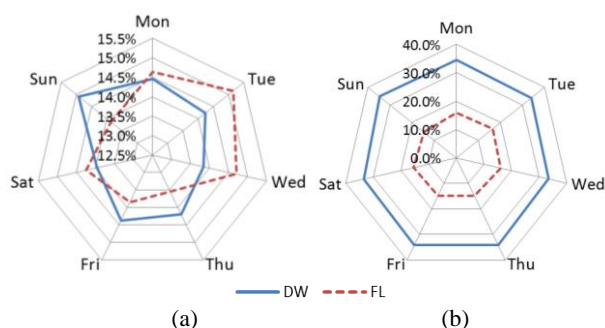 Mon
15.5%
15.0%
14.5%
14.0%
13.5%
13.0%
12.5%
Tue
Wed
Thu
Fri
Sat
Sun
Mon
40.0%
30.0%
20.0%
10.0%
0.0%
Tue
Wed
Thu
Fri
Sat
Sun
DW FL
(a) (b)